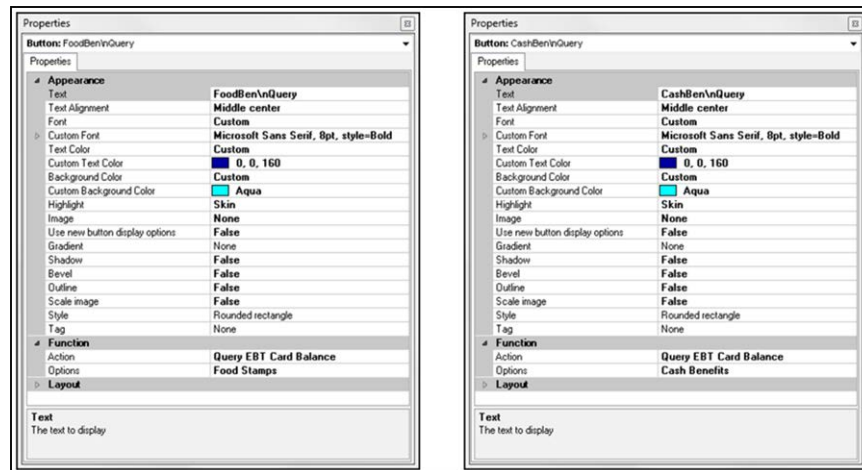 Properties
Button: FoodBen\nQuery
Properties
Appearance
Text FoodBen\nQuery
Text Alignment Middle center
Font Custom
Custom Font Microsoft Sans Serif, 8pt, style=Bold
Text Color Custom
Custom Text Color 0, 0, 160
Background Color Custom
Custom Background Color Aqua
Highlight Skin
Image None
Use new button display options False
Gradient None
Shadow False
Bevel False
Outline False
Scale image False
Style Rounded rectangle
Tag None
Function
Action Query EBT Card Balance
Options Food Stamps
Layout
Text
The text to display
Properties
Button: CashBen\nQuery
Properties
Appearance
Text CashBen\nQuery
Text Alignment Middle center
Font Custom
Custom Font Microsoft Sans Serif, 8pt, style=Bold
Text Color Custom
Custom Text Color 0, 0, 160
Background Color Custom
Custom Background Color Aqua
Highlight Skin
Image None
Use new button display options False
Gradient None
Shadow False
Bevel False
Outline False
Scale image False
Style Rounded rectangle
Tag None
Function
Action Query EBT Card Balance
Options Cash Benefits
Layout
Text
The text to display